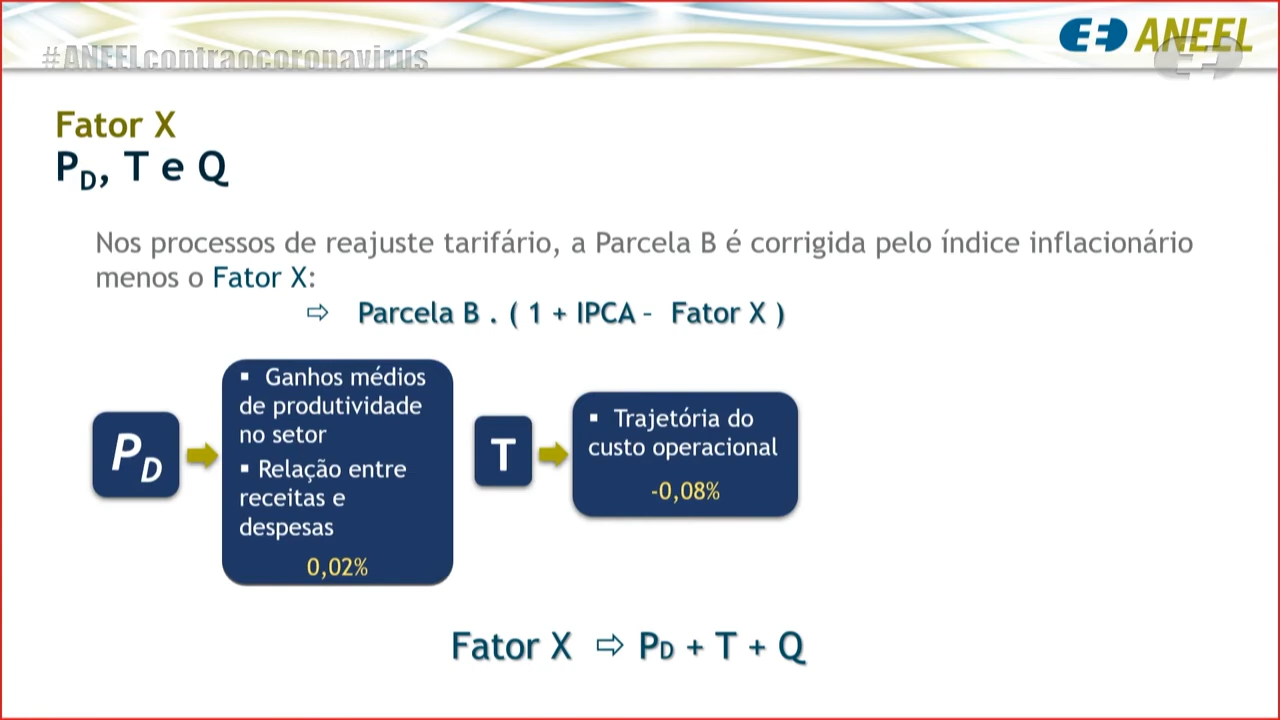 #ANEELcontraocoronavirus
ANEEL
Fator X
PD, T e Q
Nos processos de reajuste tarifário, a Parcela B é corrigida pelo índice inflacionário
menos o Fator X:
⇨ Parcela B . ( 1 + IPCA - Fator X )
PD
▪ Ganhos médios
de produtividade
no setor
▪ Relação entre
receitas e
despesas
0,02%
T
▪ Trajetória do
custo operacional
-0,08%
Fator X ⇨ PD + T + Q